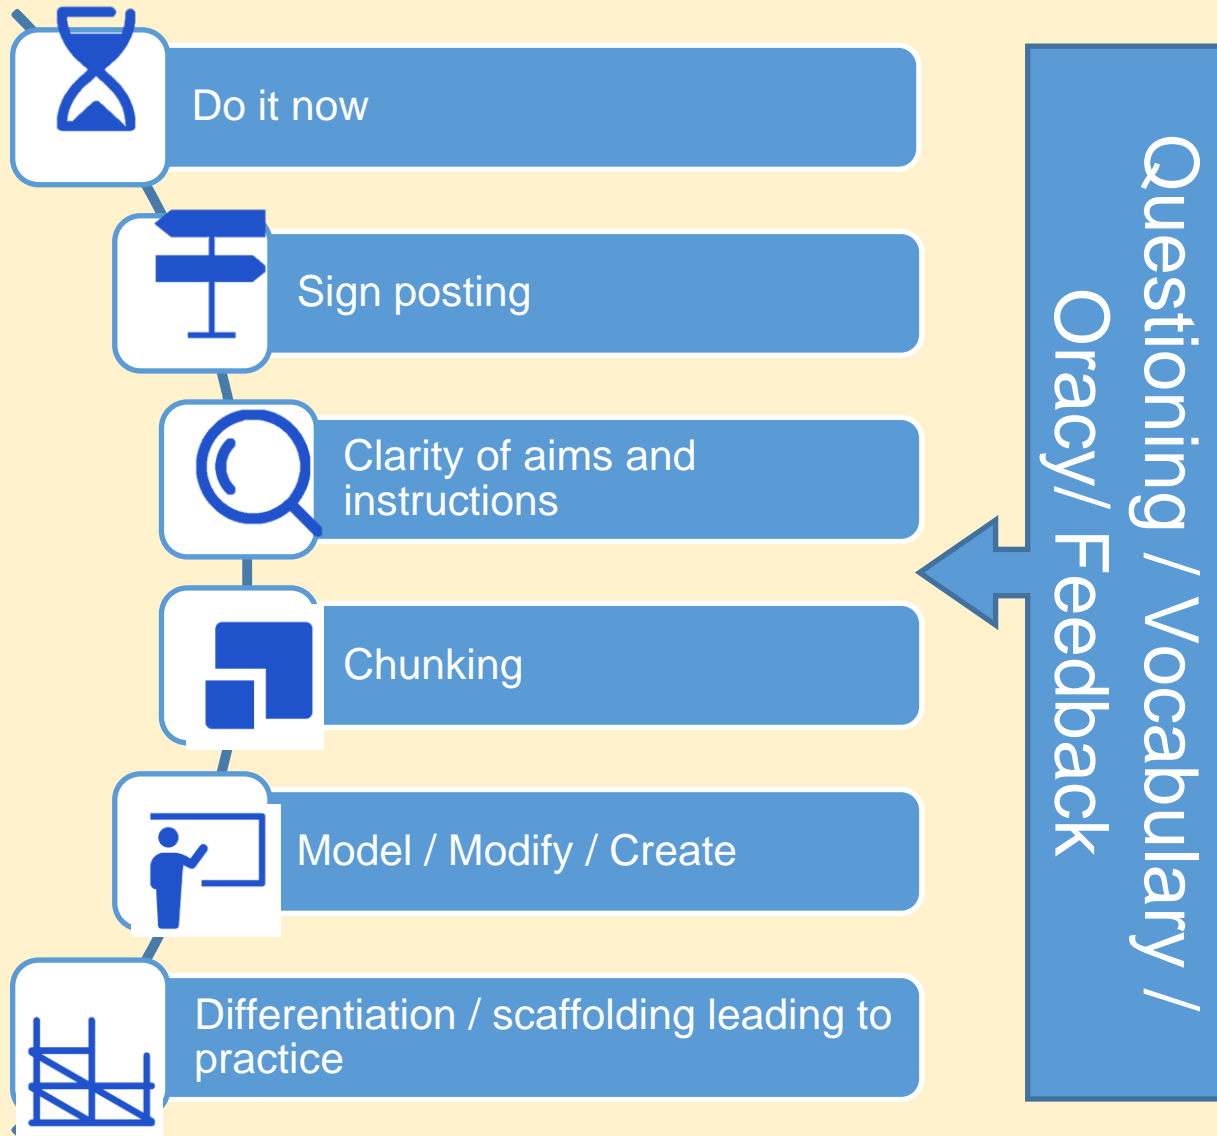 Do it now
Sign posting
Clarity of aims and
instructions
Chunking
Model / Modify / Create
Differentiation / scaffolding leading to
practice
Questioning / Vocabulary /
Oracy/ Feedback